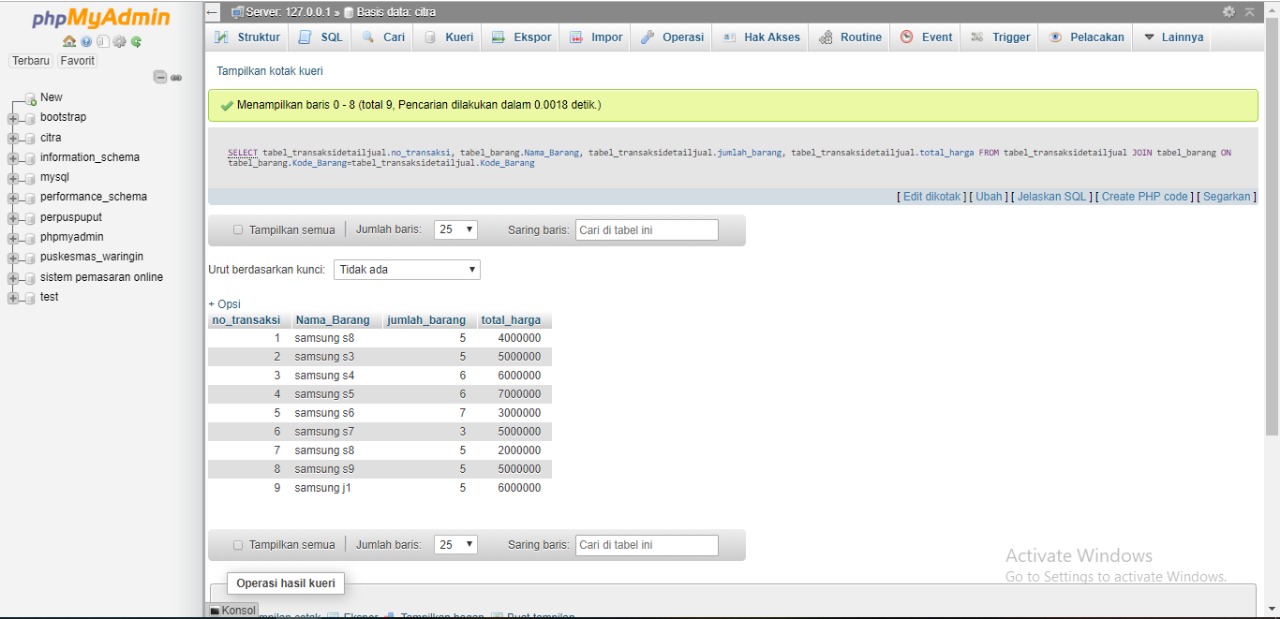 phpMyAdmin
Terbaru Favorit
New
bootstrap
citra
information_schema
mysql
performance_schema
perpuspuput
phpmyadmin
puskesmas_waringin
sistem pemasaran online
test
Server: 127.0.0.1 » Basis data: citra
Struktur SQL Cari Kueri Ekspor Impor Operasi Hak Akses Routine Event Trigger Pelacakan Lainnya
Tampilkan kotak kueri
Menampilkan baris 0 - 8 (total 9, Pencarian dilakukan dalam 0.0018 detik.)
SELECT tabel_transaksidetailjual.no_transaksi, tabel_barang.Nama_Barang, tabel_transaksidetailjual.jumlah_barang, tabel_transaksidetailjual.total_harga FROM tabel_transaksidetailjual JOIN tabel_barang ON
tabel_barang.Kode_Barang=tabel_transaksidetailjual.Kode_Barang
[ Edit dikotak ] [ Ubah ] [ Jelaskan SQL ] [ Create PHP code ] [ Segarkan ]
Tampilkan semua Jumlah baris: 25 Saring baris: Cari di tabel ini
Urut berdasarkan kunci: Tidak ada
+ Opsi
no_transaksi Nama_Barang jumlah_barang total_harga
1 samsung s8 5 4000000
2 samsung s3 5 5000000
3 samsung s4 6 6000000
4 samsung s5 6 7000000
5 samsung s6 7 3000000
6 samsung s7 3 5000000
7 samsung s8 5 2000000
8 samsung s9 5 5000000
9 samsung j1 5 6000000
Tampilkan semua Jumlah baris: 25 Saring baris: Cari di tabel ini
Activate Windows
Go to Settings to activate Windows.
Operasi hasil kueri
Konsol